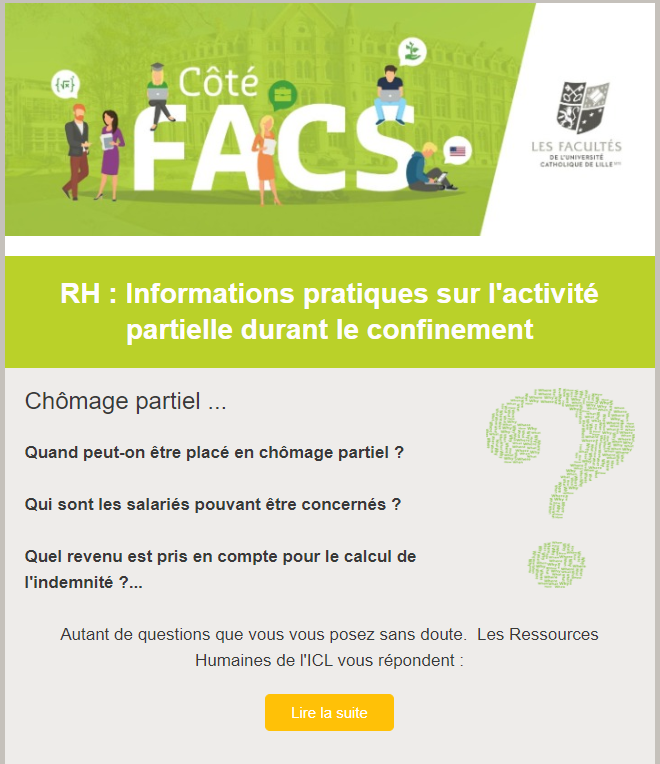 {√π}
Côté
FACS
LES FACULTÉS
DE L'UNIVERSITÉ
CATHOLIQUE DE LILLE
RH : Informations pratiques sur l'activité
partielle durant le confinement
Chômage partiel ...
Quand peut-on être placé en chômage partiel ?
Qui sont les salariés pouvant être concernés ?
Quel revenu est pris en compte pour le calcul de
l'indemnité ?...
Autant de questions que vous vous posez sans doute.  Les Ressources
Humaines de l'ICL vous répondent :
Lire la suite